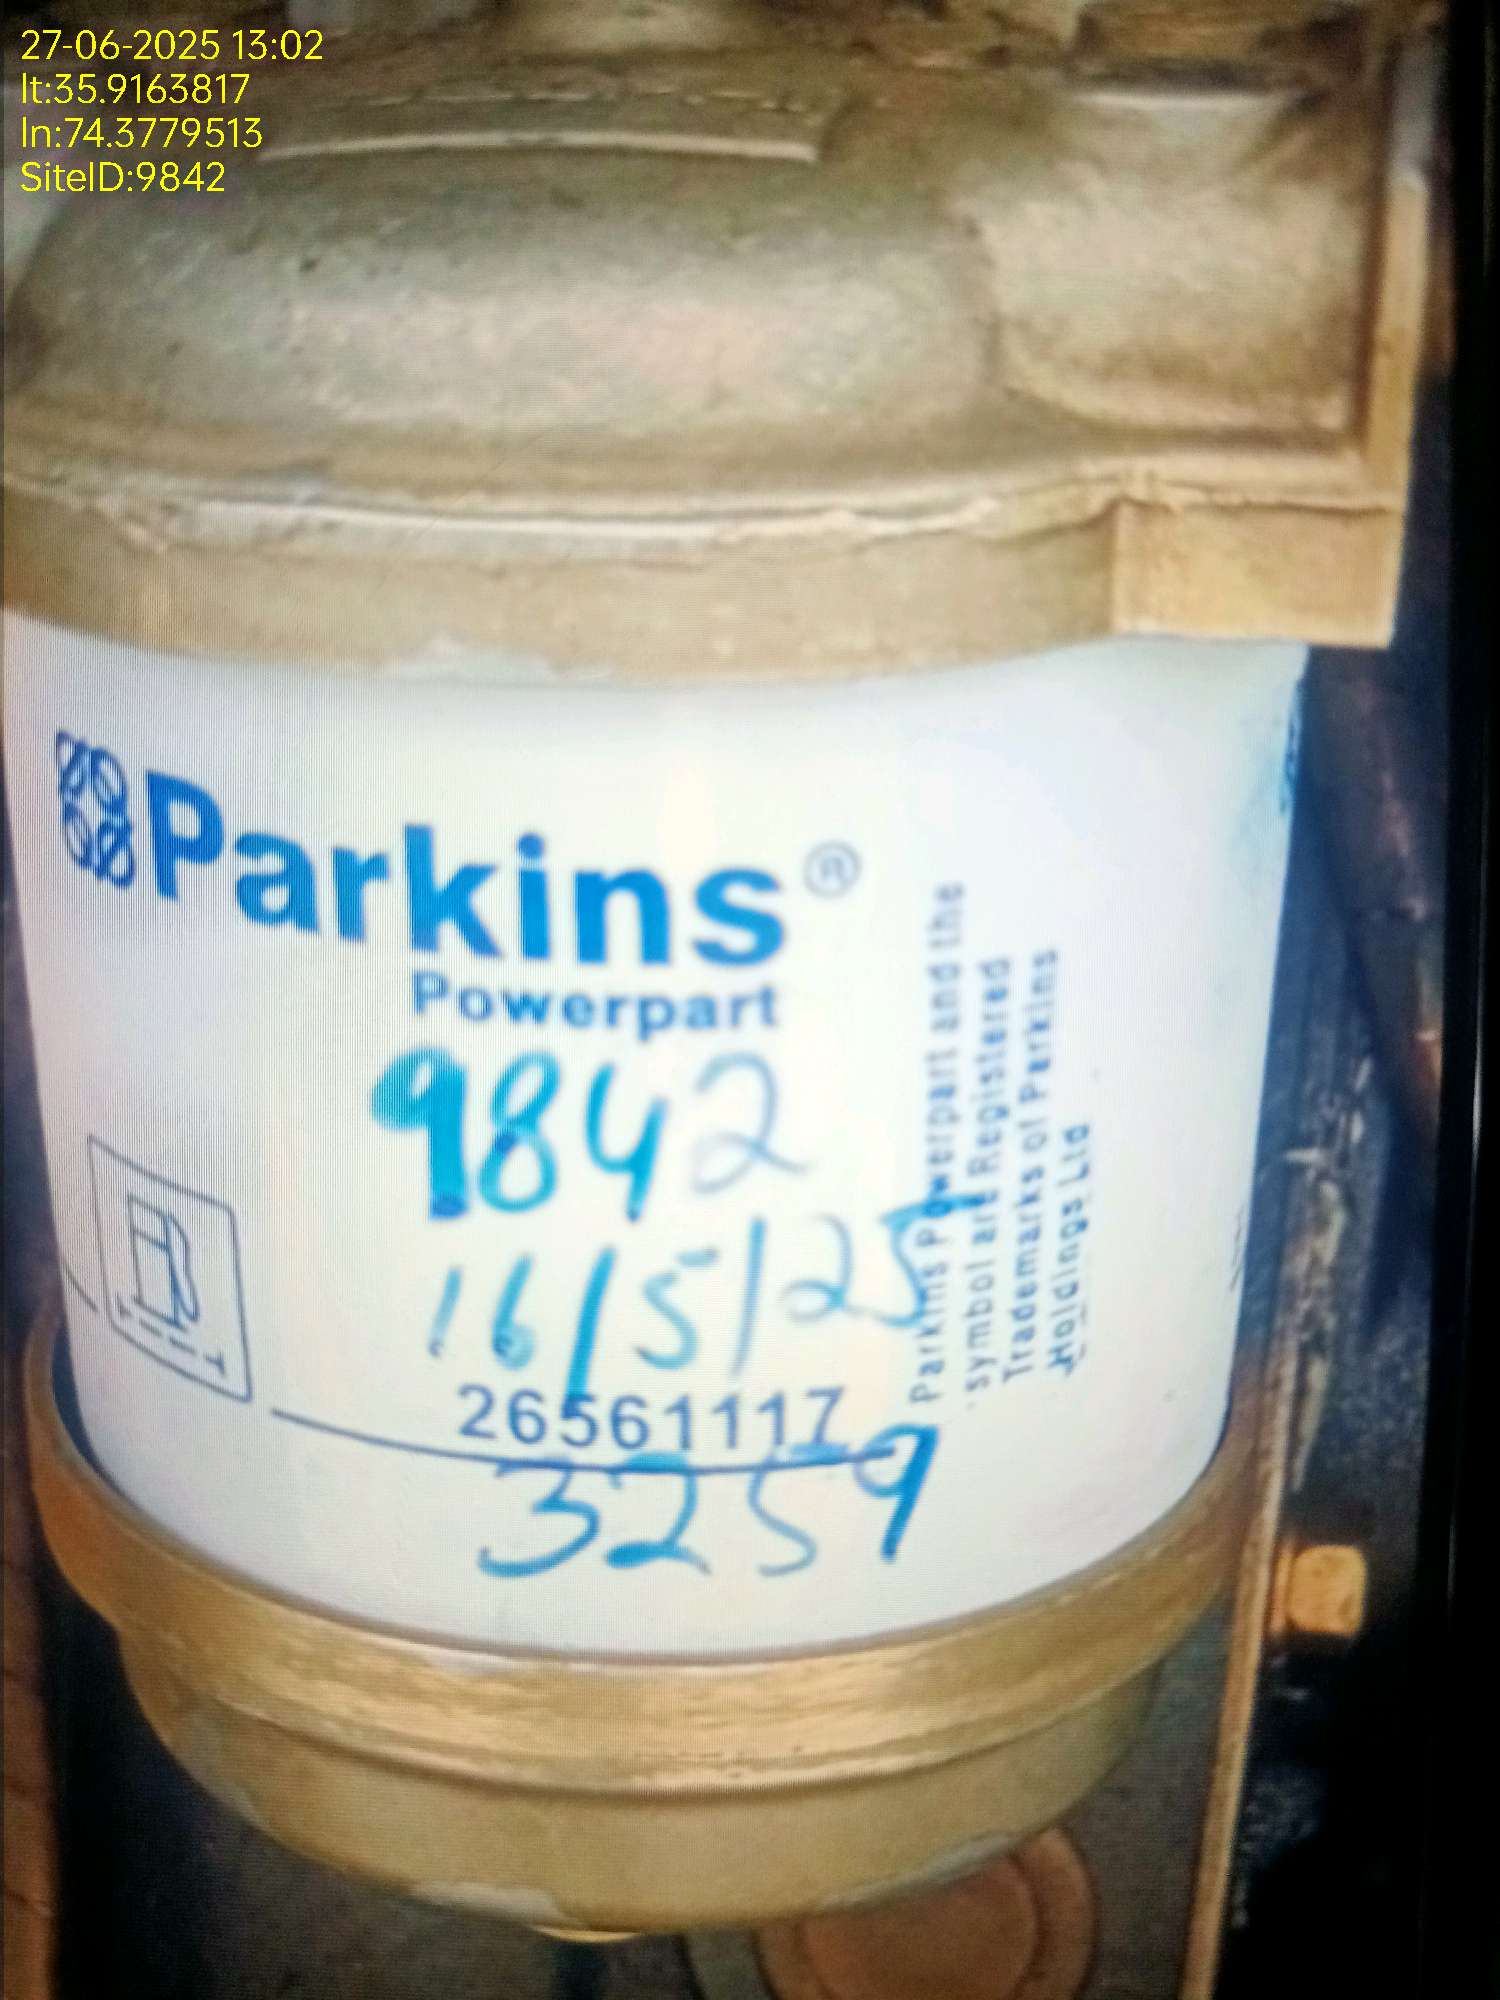 27-06-2025 13:02
lt:35.9163817
ln:74.3779513
SiteID:9842
Parkins®
Powerpart
9842
16/5/25
26561117
3259
Parkins Powerpart and the
symbol are Registered
Trademarks of Parkins
Holdings Ltd